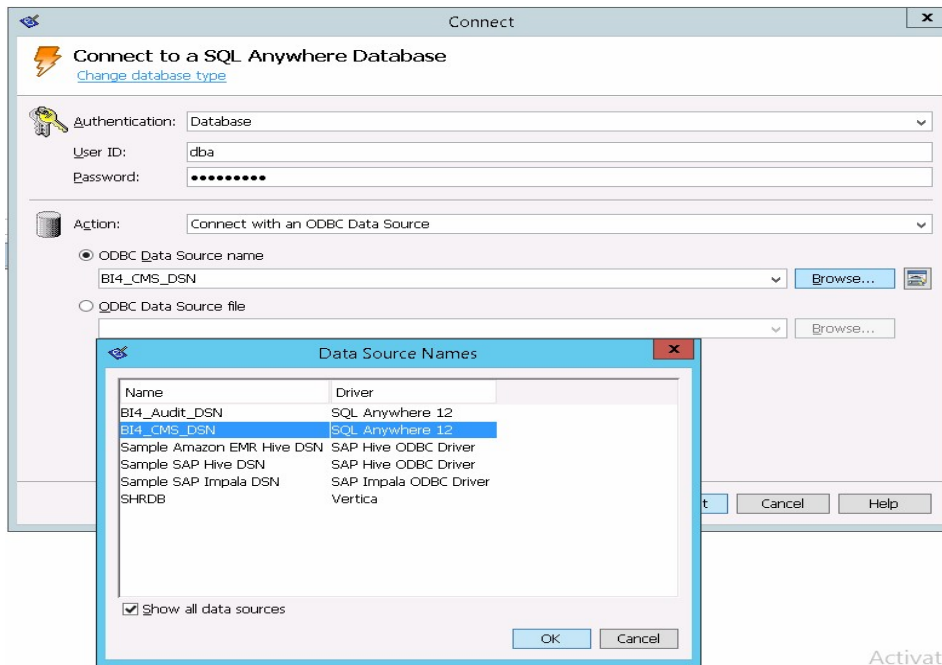 Connect
x
Connect to a SQL Anywhere Database
Change database type
Authentication: Database
User ID: dba
Password: •••••••••
Action: Connect with an ODBC Data Source
ODBC Data Source name
BI4_CMS_DSN Browse...
ODBC Data Source file
Browse...
Data Source Names
x
Name Driver
BI4_Audit_DSN SQL Anywhere 12
BI4_CMS_DSN SQL Anywhere 12
Sample Amazon EMR Hive DSN SAP Hive ODBC Driver
Sample SAP Hive DSN SAP Hive ODBC Driver
Sample SAP Impala DSN SAP Impala ODBC Driver
SHRDB Vertica
t Cancel Help
Show all data sources
OK Cancel
Activat